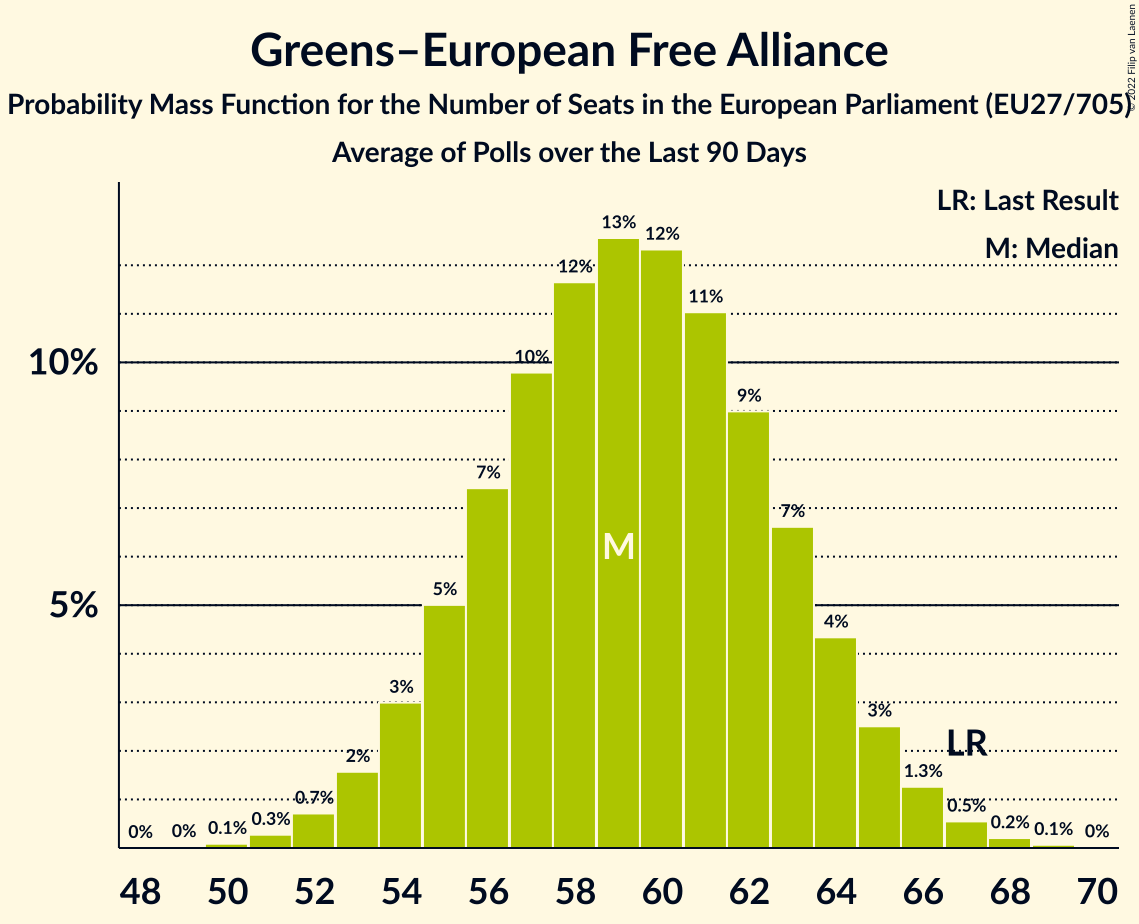 Greens–European Free Alliance
Probability Mass Function for the Number of Seats in the European Parliament (EU27/705)
Average of Polls over the Last 90 Days
© 2022 Filip van Laenen
LR: Last Result
M: Median
13%
12%
12%
11%
10%
10%
9%
7%
7%
M
5%
5%
4%
3%
3%
LR
2%
1.3%
0.7%
0.5%
0.3%
0.2%
0% 0% 0.1% 0.1% 0%
48 50 52 54 56 58 60 62 64 66 68 70